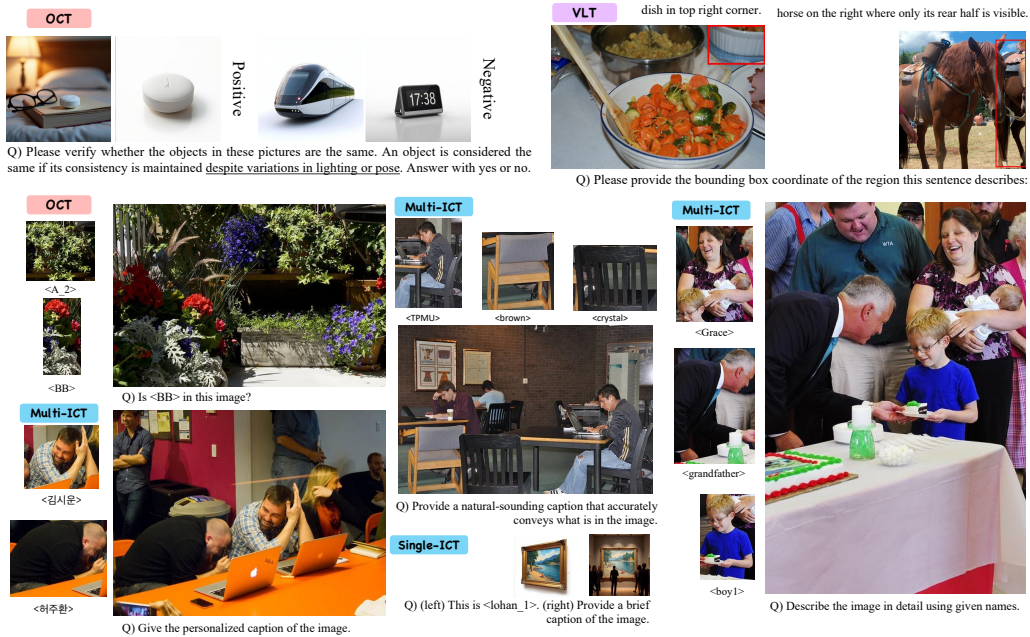 OCT
Positive
17:38
Negative
Q) Please verify whether the objects in these pictures are the same. An object is considered the
same if its consistency is maintained despite variations in lighting or pose. Answer with yes or no.
VLT
dish in top right corner.
horse on the right where only its rear half is visible.
Q) Please provide the bounding box coordinate of the region this sentence describes:
OCT
<A_2>
<BB>
Q) Is <BB> in this image?
Multi-ICT
<김시운>
<허주환>
Q) Give the personalized caption of the image.
Multi-ICT
<TPMU>
<brown>
<crystal>
Q) Provide a natural-sounding caption that accurately
conveys what is in the image.
Single-ICT
Q) (left) This is <lohan_1>. (right) Provide a brief
caption of the image.
Multi-ICT
<Grace>
<grandfather>
<boy1>
WTA
Q) Describe the image in detail using given names.